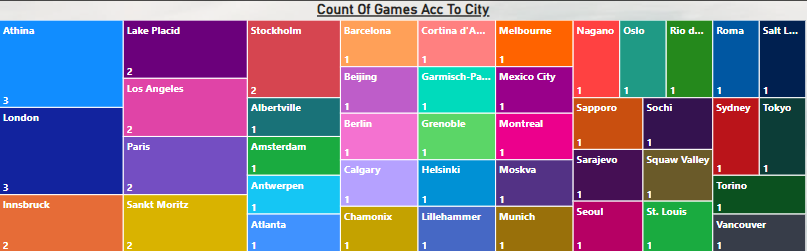 Count Of Games Acc To City
Athina
3
London
3
Innsbruck
2
Lake Placid
2
Los Angeles
2
Paris
2
Sankt Moritz
2
Stockholm
2
Albertville
1
Amsterdam
1
Antwerpen
1
Atlanta
1
Barcelona
1
Beijing
1
Berlin
1
Calgary
1
Chamonix
1
Cortina d'A...
1
Garmisch-Pa...
1
Grenoble
1
Helsinki
1
Lillehammer
1
Melbourne
1
Mexico City
1
Montreal
1
Moskva
1
Munich
1
Nagano
1
Oslo
1
Rio d...
1
Roma
1
Salt L...
1
Sapporo
1
Sarajevo
1
Seoul
1
Sochi
1
Squaw Valley
1
St. Louis
1
Sydney
1
Tokyo
1
Torino
1
Vancouver
1